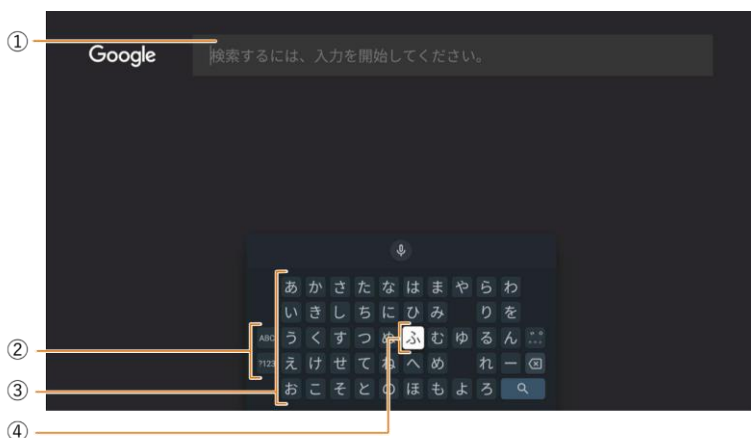 ①
Google 検索するには、入力を開始してください。
あ か さ た な は ま や ら わ
い き し ち に ひ み り を
② ABC う く す つ ぬ ふ む ゆ る ん ゛゜
?123 え け せ て ね へ め れ ー
③ お こ そ と の ほ も よ ろ
④